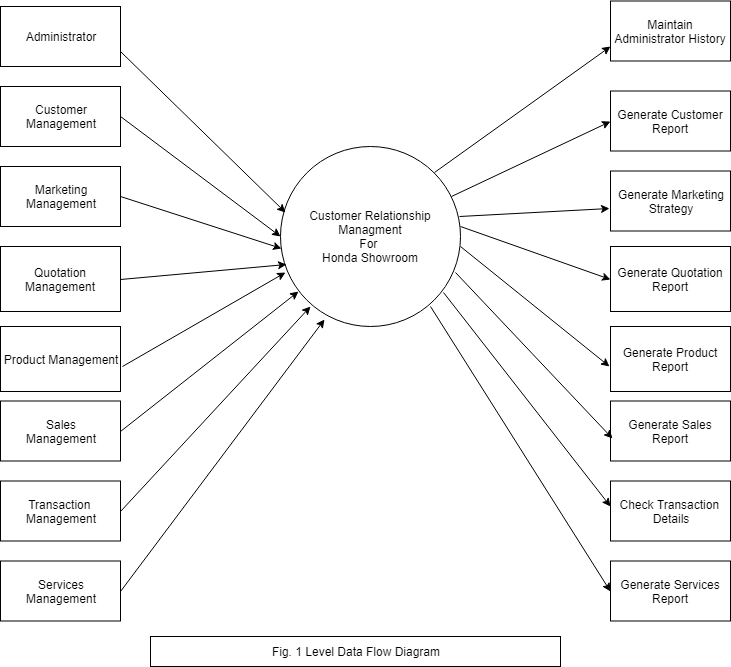 Administrator
Customer
Management
Marketing
Management
Quotation
Management
Product Management
Sales
Management
Transaction
Management
Services
Management
Customer Relationship
Managment
For
Honda Showroom
Maintain
Administrator History
Generate Customer
Report
Generate Marketing
Strategy
Generate Quotation
Report
Generate Product
Report
Generate Sales
Report
Check Transaction
Details
Generate Services
Report
Fig. 1 Level Data Flow Diagram